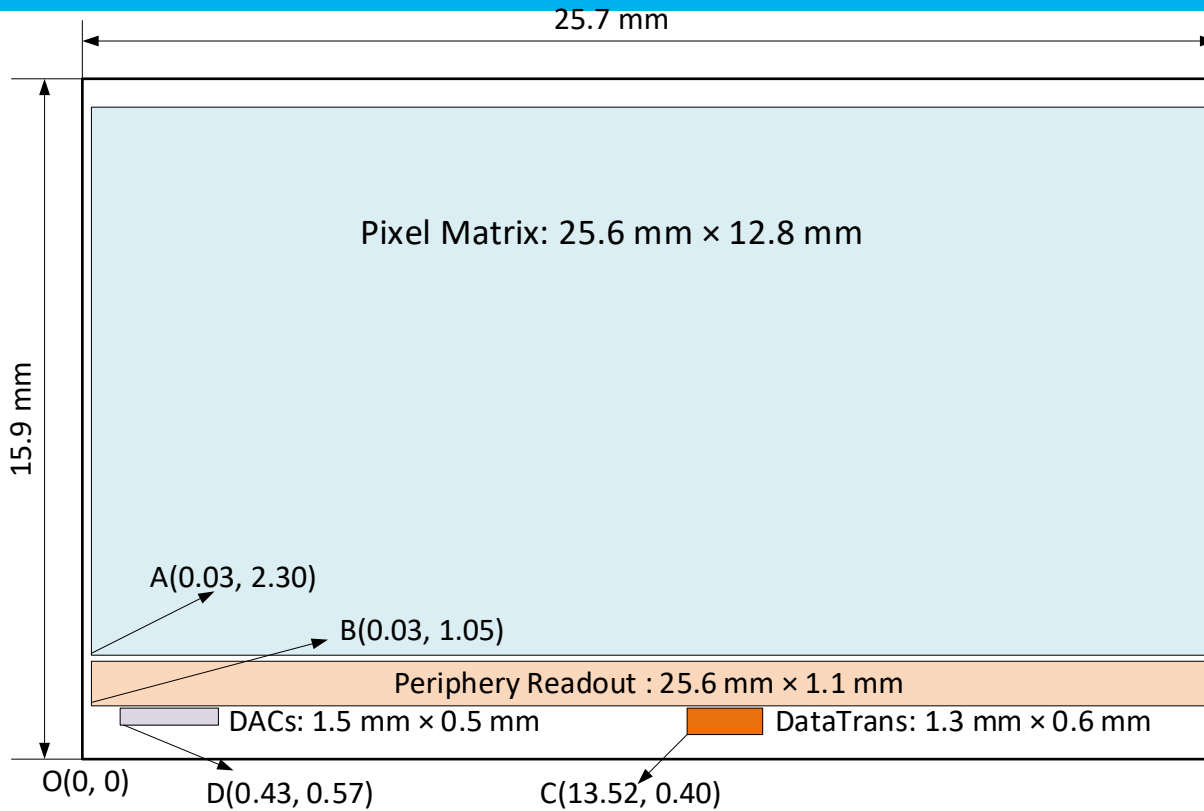 25.7 mm
Pixel Matrix: 25.6 mm × 12.8 mm
15.9 mm
A(0.03, 2.30)
B(0.03, 1.05)
Periphery Readout : 25.6 mm × 1.1 mm
DACs: 1.5 mm × 0.5 mm
DataTrans: 1.3 mm × 0.6 mm
O(0, 0)
D(0.43, 0.57)
C(13.52, 0.40)